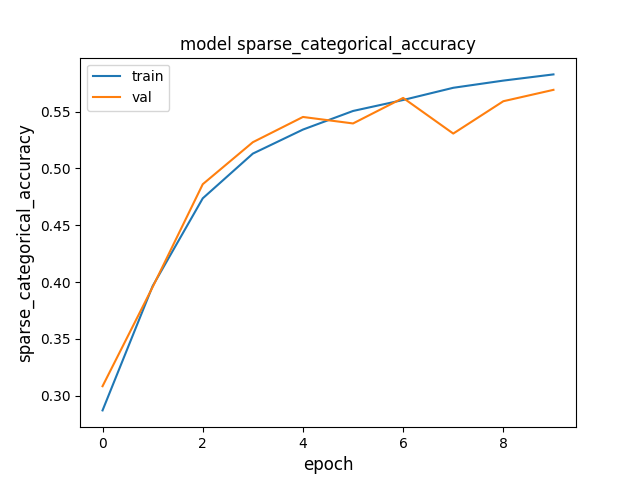 model sparse_categorical_accuracy
train
val
sparse_categorical_accuracy
0.55
0.50
0.45
0.40
0.35
0.30
0 2 4 6 8
epoch